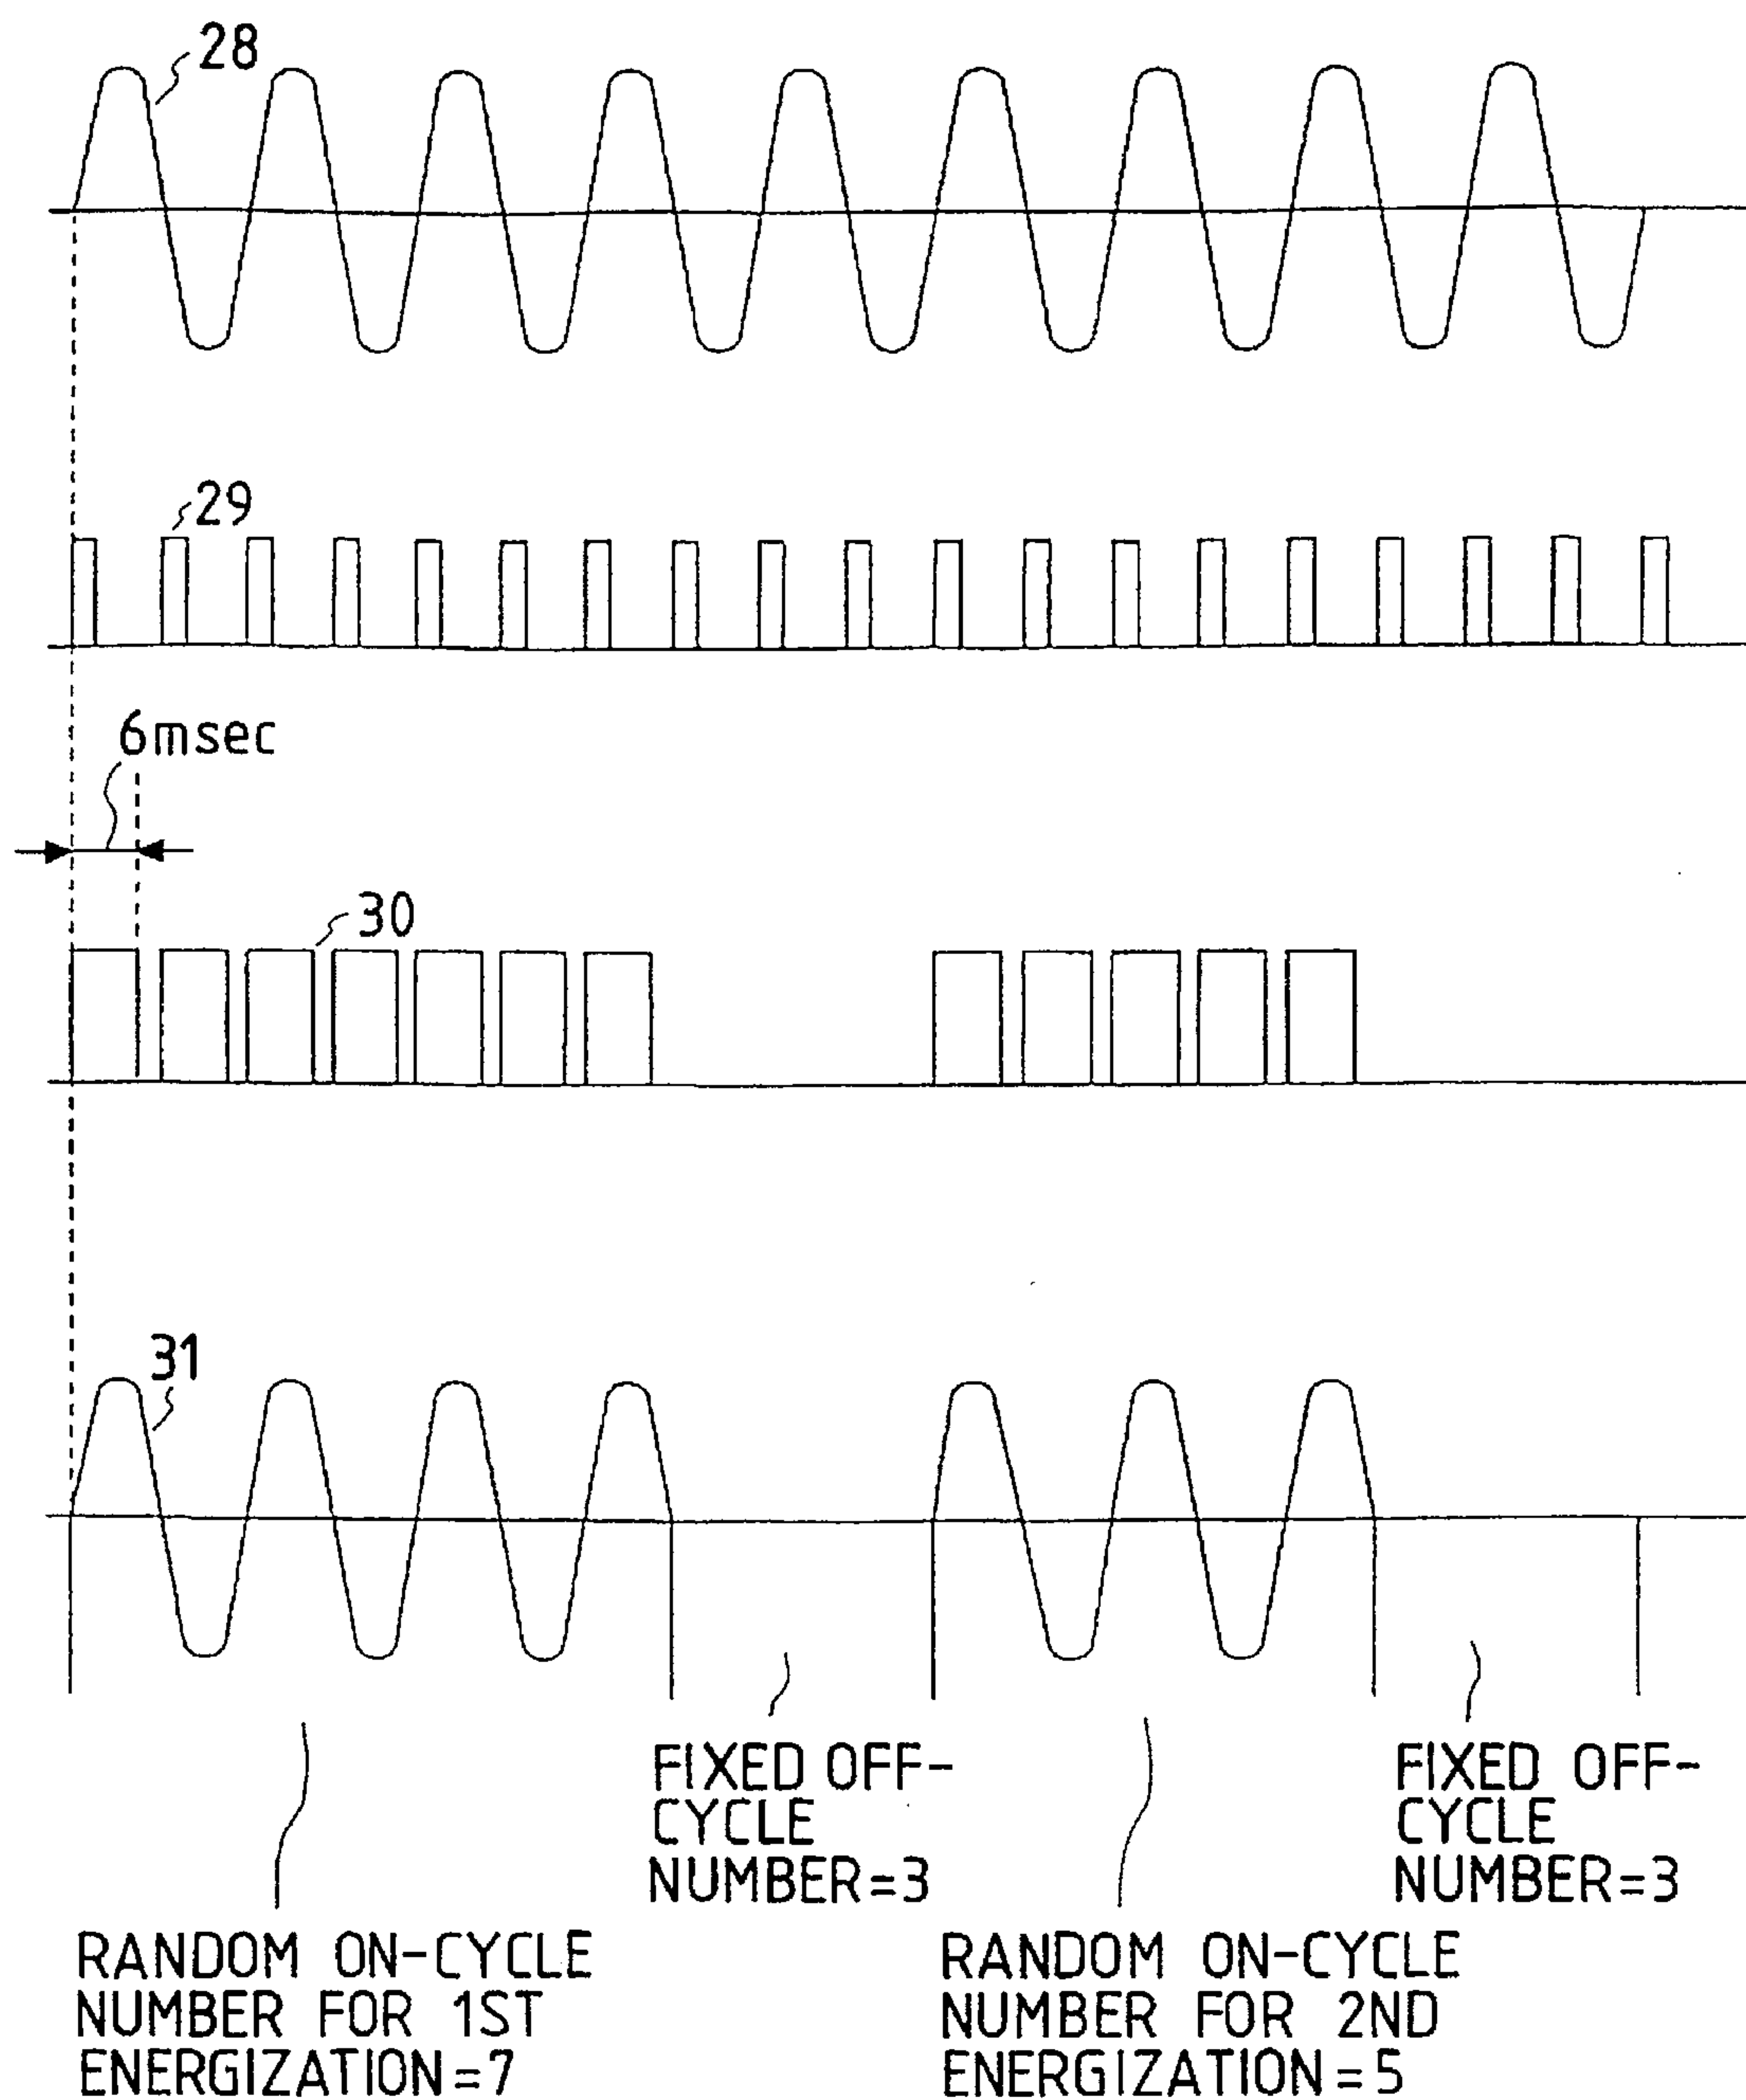 28
29
6msec
30
31
FIXED OFF-
CYCLE
NUMBER=3
FIXED OFF-
CYCLE
NUMBER=3
RANDOM ON-CYCLE
NUMBER FOR 1ST
ENERGIZATION=7
RANDOM ON-CYCLE
NUMBER FOR 2ND
ENERGIZATION=5